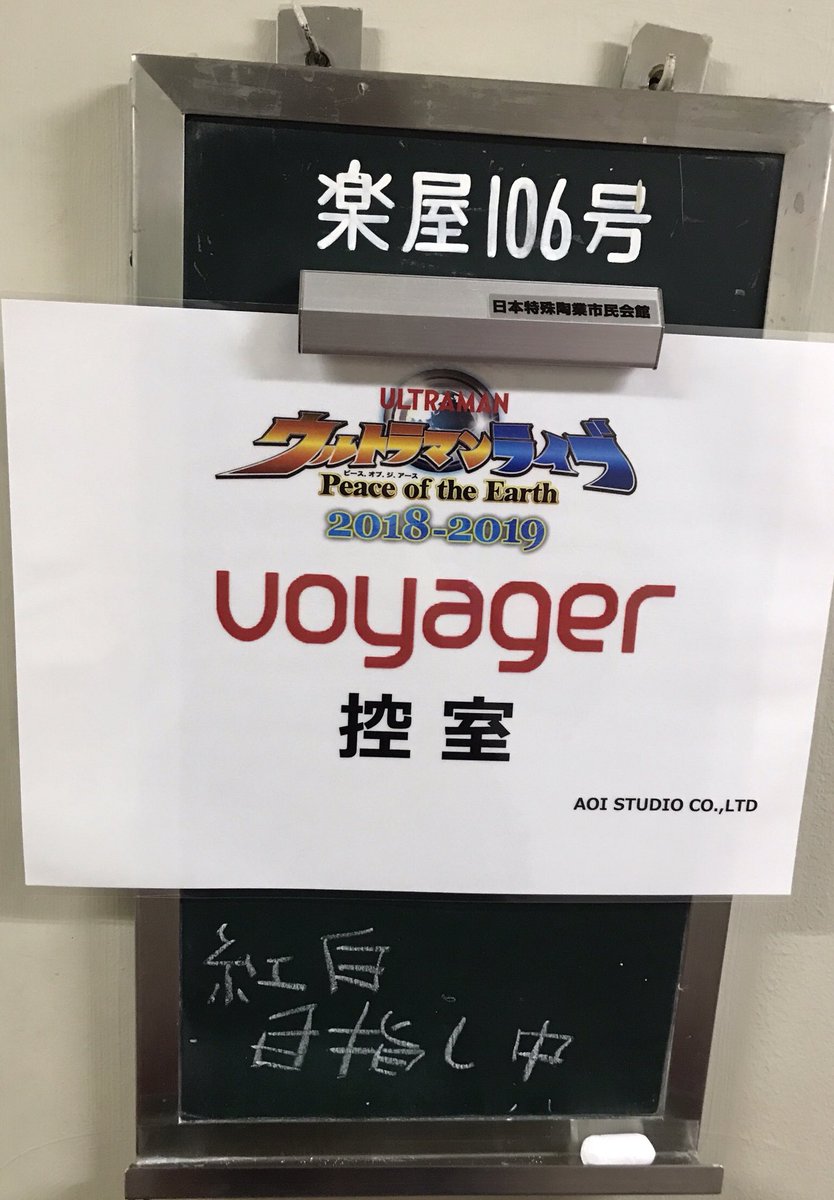 楽屋106号
日本特殊陶業市民会館
ULTRAMAN
ウルトラマンライブ
ピース.オブ.ジ.アース
Peace of the Earth
2018-2019
voyager
控室
AOI STUDIO CO.,LTD
紅白
目指し中